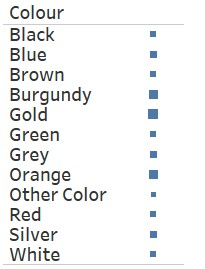 Colour
Black
Blue
Brown
Burgundy
Gold
Green
Grey
Orange
Other Color
Red
Silver
White